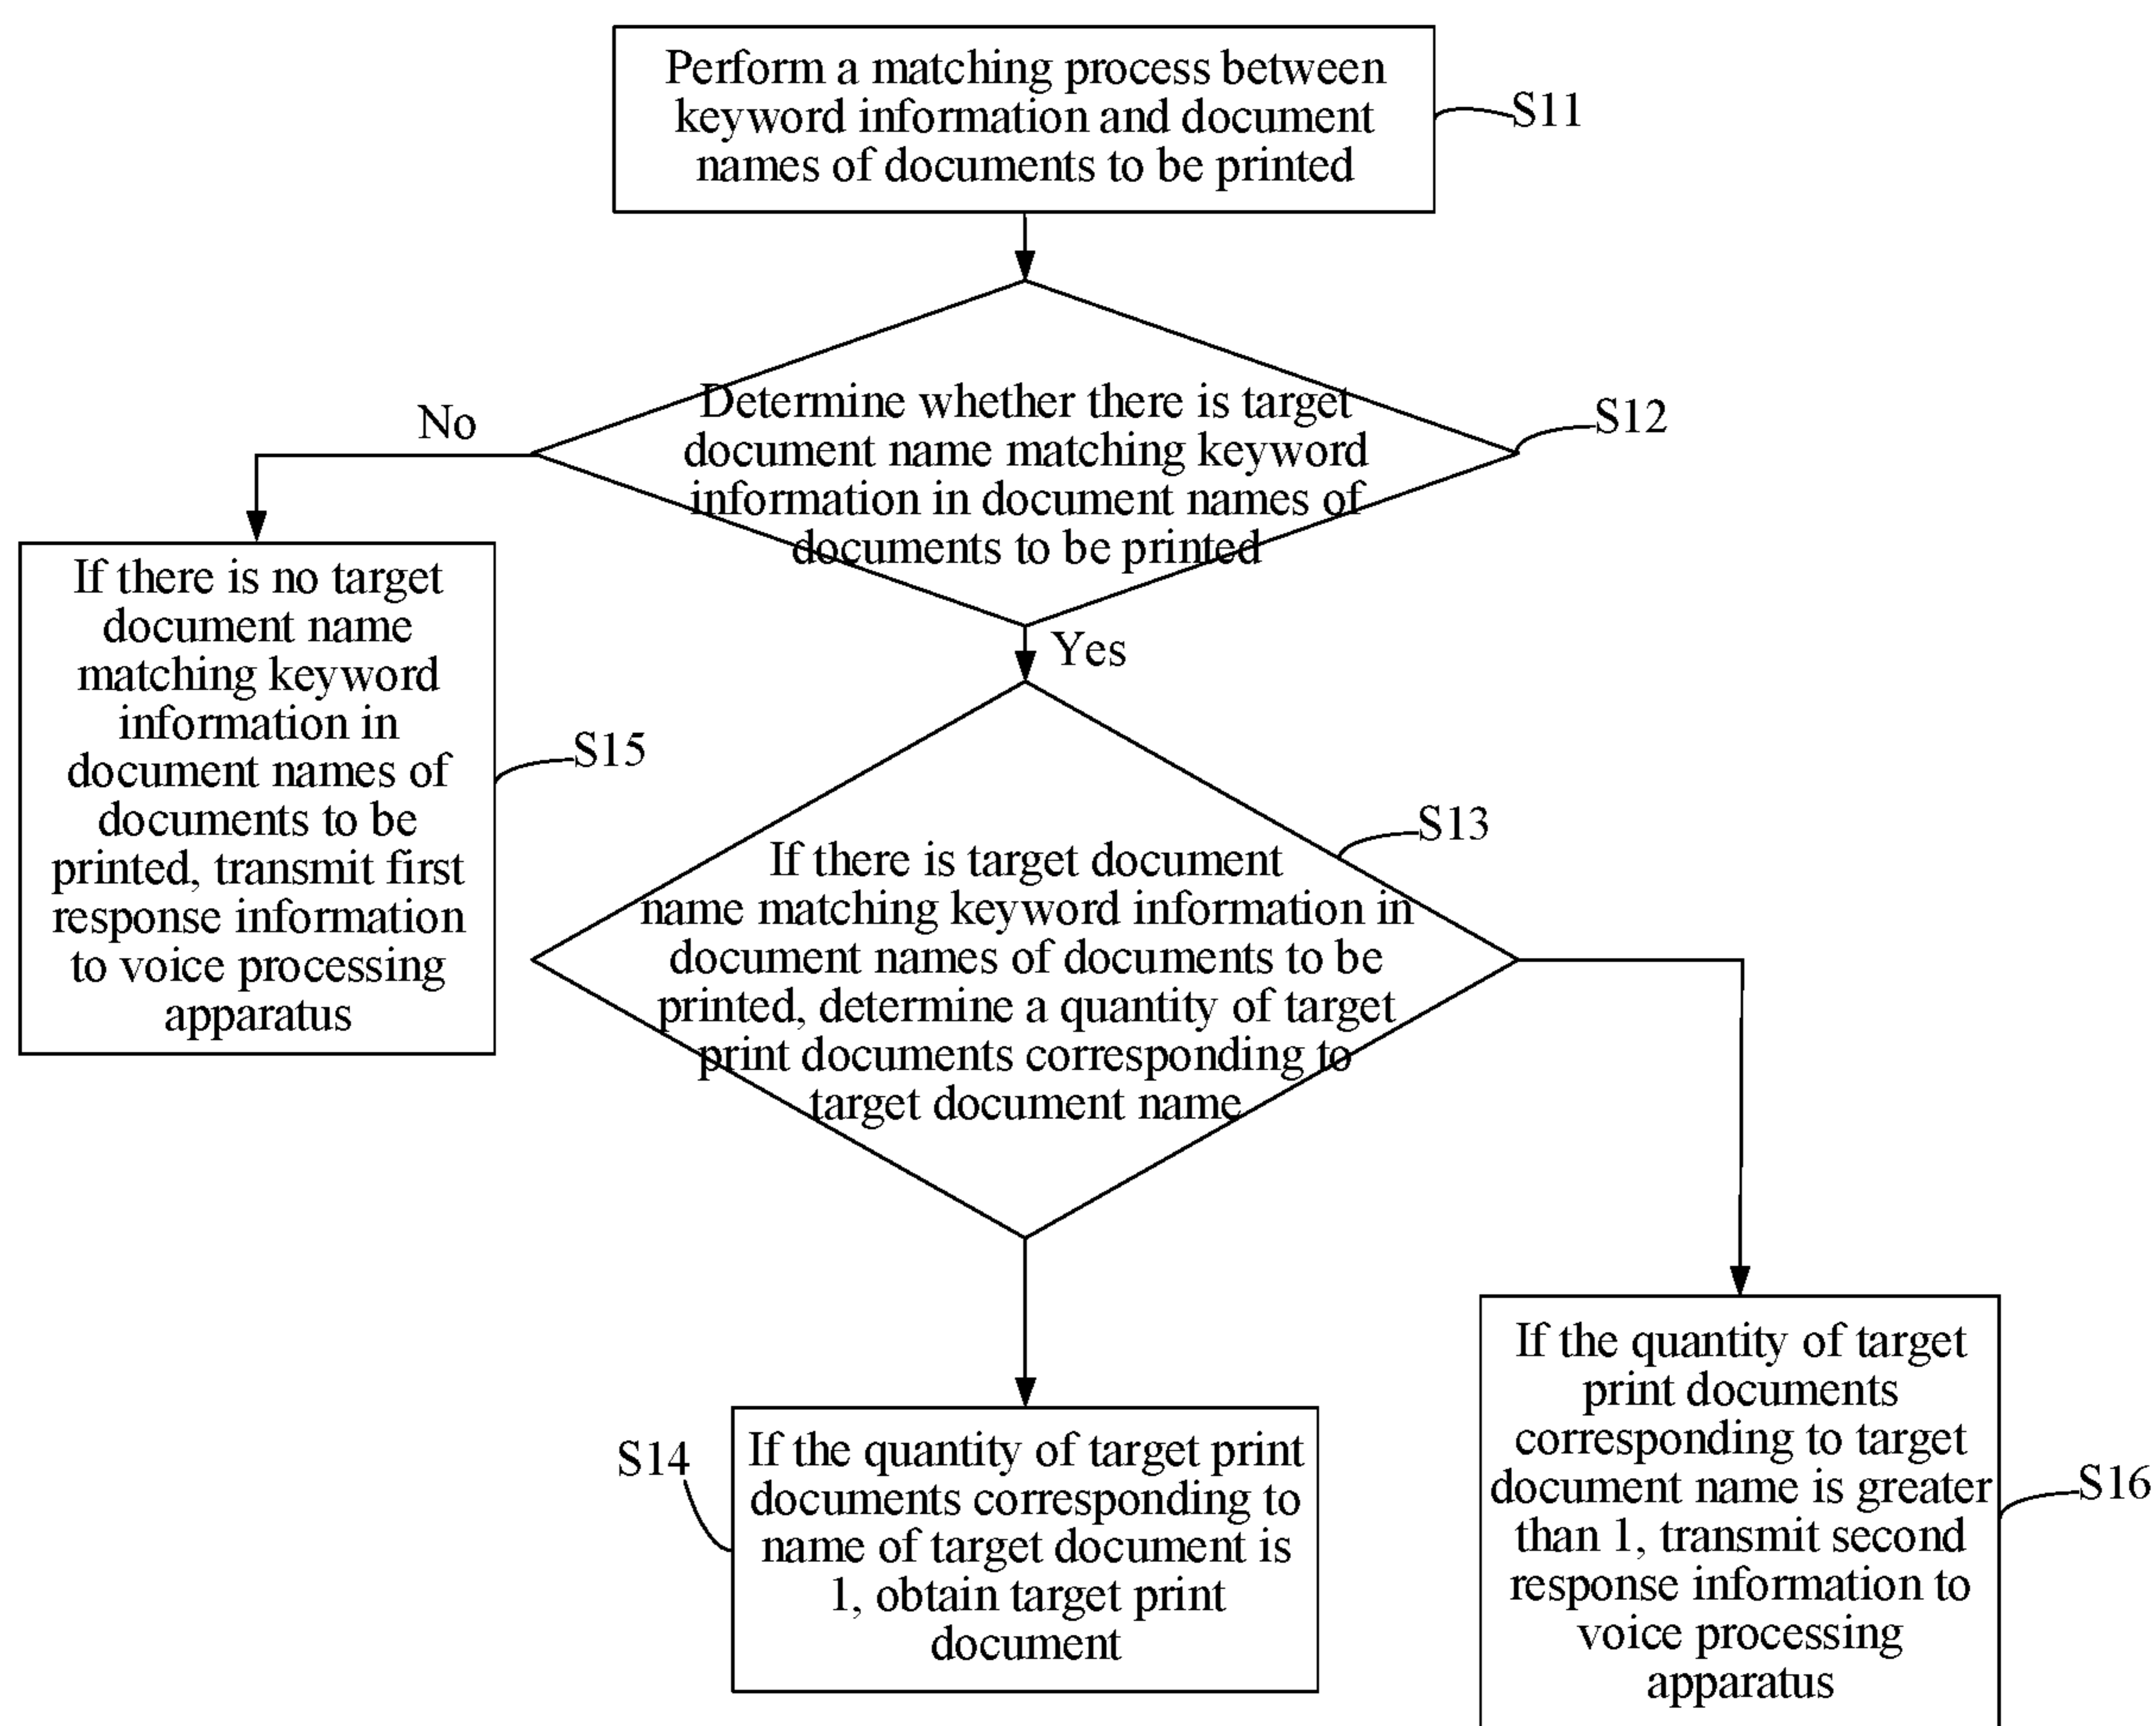 Perform a matching process between
keyword information and document
names of documents to be printed
S11
Determine whether there is target
document name matching keyword
information in document names of
documents to be printed
S12
No
Yes
If there is no target
document name
matching keyword
information in
document names of
documents to be
printed, transmit first
response information
to voice processing
apparatus
S15
If there is target document
name matching keyword information in
document names of documents to be
printed, determine a quantity of target
print documents corresponding to
target document name
S13
S14
If the quantity of target print
documents corresponding to
name of target document is
1, obtain target print
document
If the quantity of target
print documents
corresponding to target
document name is greater
than 1, transmit second
response information to
voice processing
apparatus
S16